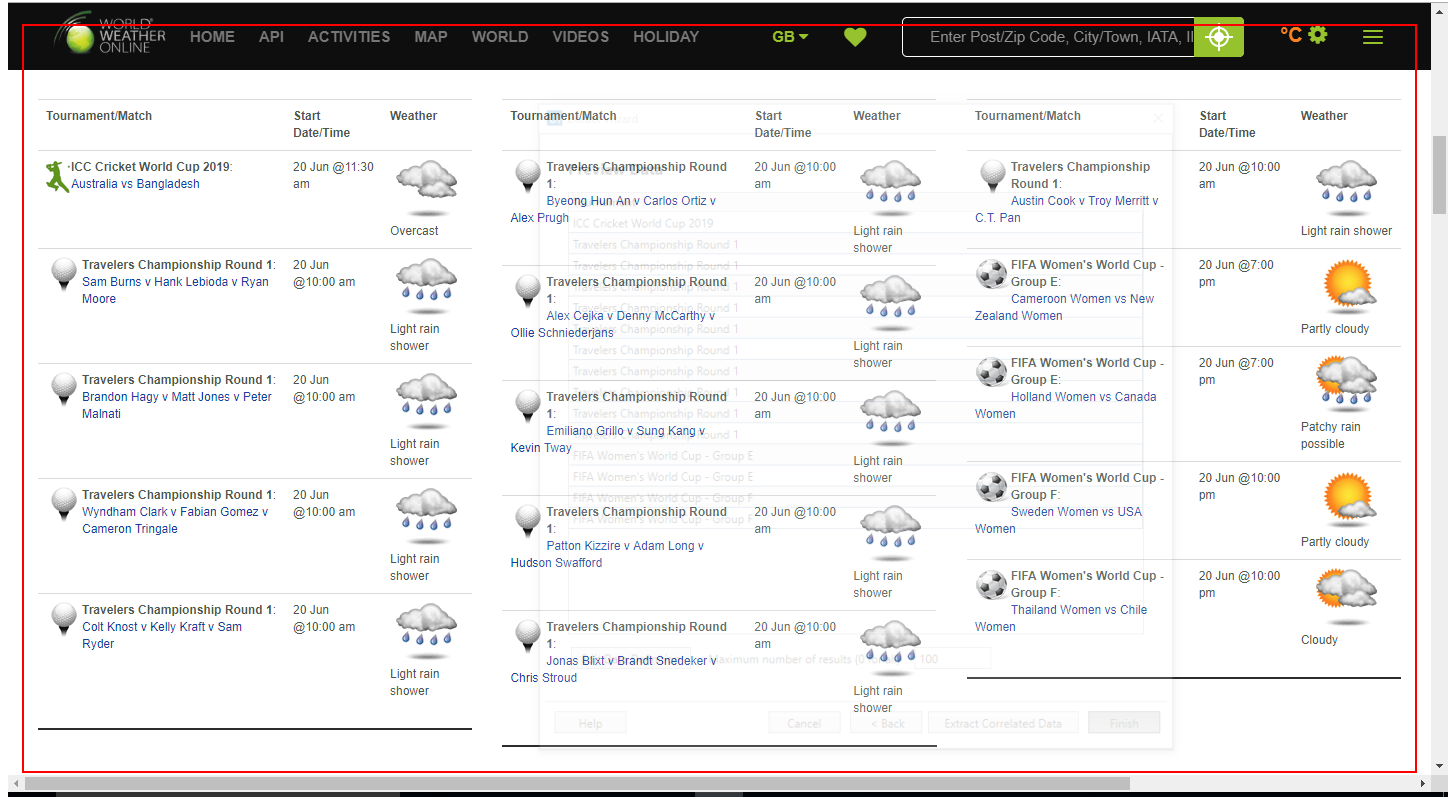 WORLD
WEATHER
ONLINE
HOME API ACTIVITIES MAP WORLD VIDEOS HOLIDAY GB Enter Post/Zip Code, City/Town, IATA, °C
Tournament/Match Start Date/Time Weather
ICC Cricket World Cup 2019: 20 Jun @11:30
Australia vs Bangladesh am
Overcast
Travelers Championship Round 1: 20 Jun
Sam Burns v Hank Lebioda v Ryan @10:00 am
Moore
Light rain
shower
Travelers Championship Round 1: 20 Jun
Brandon Hagy v Matt Jones v Peter @10:00 am
Malnati
Light rain
shower
Travelers Championship Round 1: 20 Jun
Wyndham Clark v Fabian Gomez v @10:00 am
Cameron Tringale
Light rain
shower
Travelers Championship Round 1: 20 Jun
Colt Knost v Kelly Kraft v Sam @10:00 am
Ryder
Light rain
shower
Tournament/Match Start Date/Time Weather
Travelers Championship Round 20 Jun @10:00
1: am
Byeong Hun An v Carlos Ortiz v
Alex Prugh
Light rain
shower
Travelers Championship Round 20 Jun @10:00
1: am
Alex Cejka v Denny McCarthy v
Ollie Schniederjans
Light rain
shower
Travelers Championship Round 20 Jun @10:00
1: am
Emiliano Grillo v Sung Kang v
Kevin Tway
Light rain
shower
Travelers Championship Round 20 Jun @10:00
1: am
Patton Kizzire v Adam Long v
Hudson Swafford
Light rain
shower
Travelers Championship Round 20 Jun @10:00
1: am
Jonas Blixt v Brandt Snedeker v
Chris Stroud
Light rain
shower
Tournament/Match Start Date/Time Weather
Travelers Championship 20 Jun @10:00
Round 1: am
Austin Cook v Troy Merritt v
C.T. Pan
Light rain shower
FIFA Women's World Cup - 20 Jun @7:00
Group E: pm
Cameroon Women vs New
Zealand Women
Partly cloudy
FIFA Women's World Cup - 20 Jun @7:00
Group E: pm
Holland Women vs Canada
Women
Patchy rain
possible
FIFA Women's World Cup - 20 Jun @10:00
Group F: pm
Sweden Women vs USA
Women
Partly cloudy
FIFA Women's World Cup - 20 Jun @10:00
Group F: pm
Thailand Women vs Chile
Women
Cloudy
ICC Cricket World Cup 2019
Travelers Championship Round 1
Travelers Championship Round 1
Travelers Championship Round 1
Travelers Championship Round 1
Travelers Championship Round 1
Travelers Championship Round 1
Travelers Championship Round 1
Travelers Championship Round 1
Travelers Championship Round 1
Travelers Championship Round 1
FIFA Women's World Cup - Group E
FIFA Women's World Cup - Group E
FIFA Women's World Cup - Group F
FIFA Women's World Cup - Group F
Maximum number of results 100
Help Cancel < Back Extract Correlated Data Finish